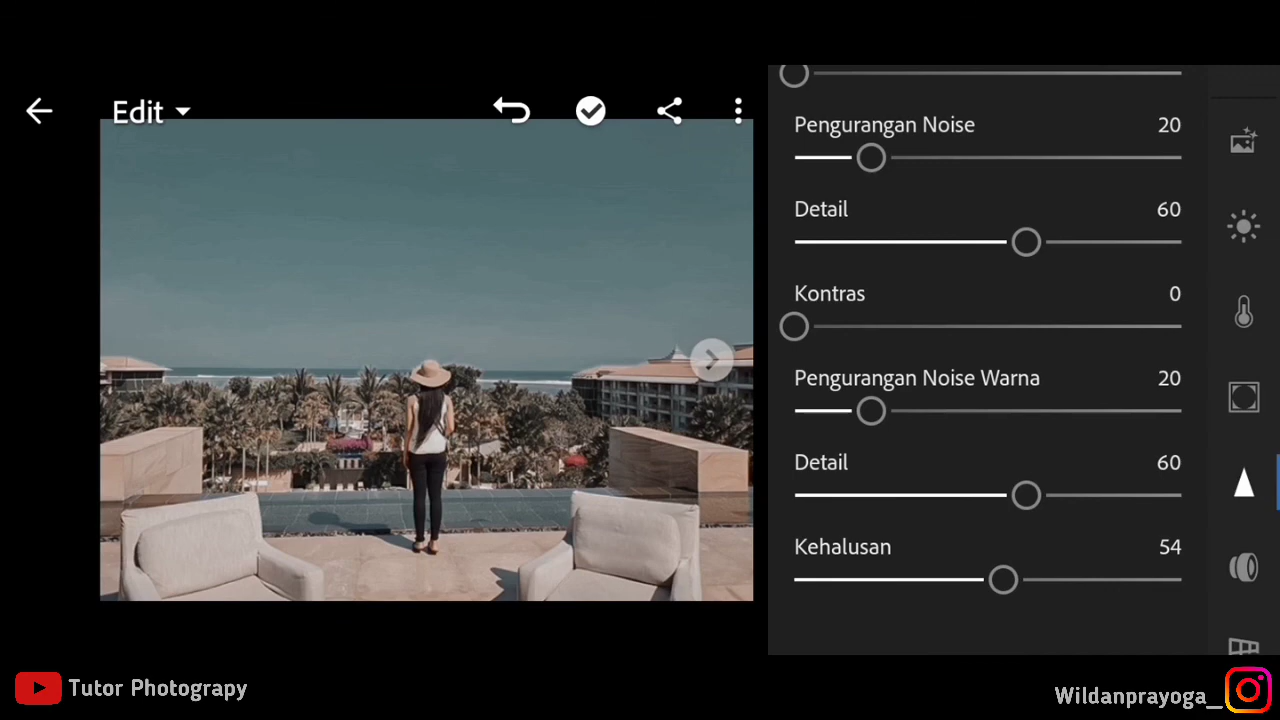 Edit
Pengurangan Noise 20
Detail 60
Kontras 0
Pengurangan Noise Warna 20
Detail 60
Kehalusan 54
Tutor Photograpy
Wildanprayoga_